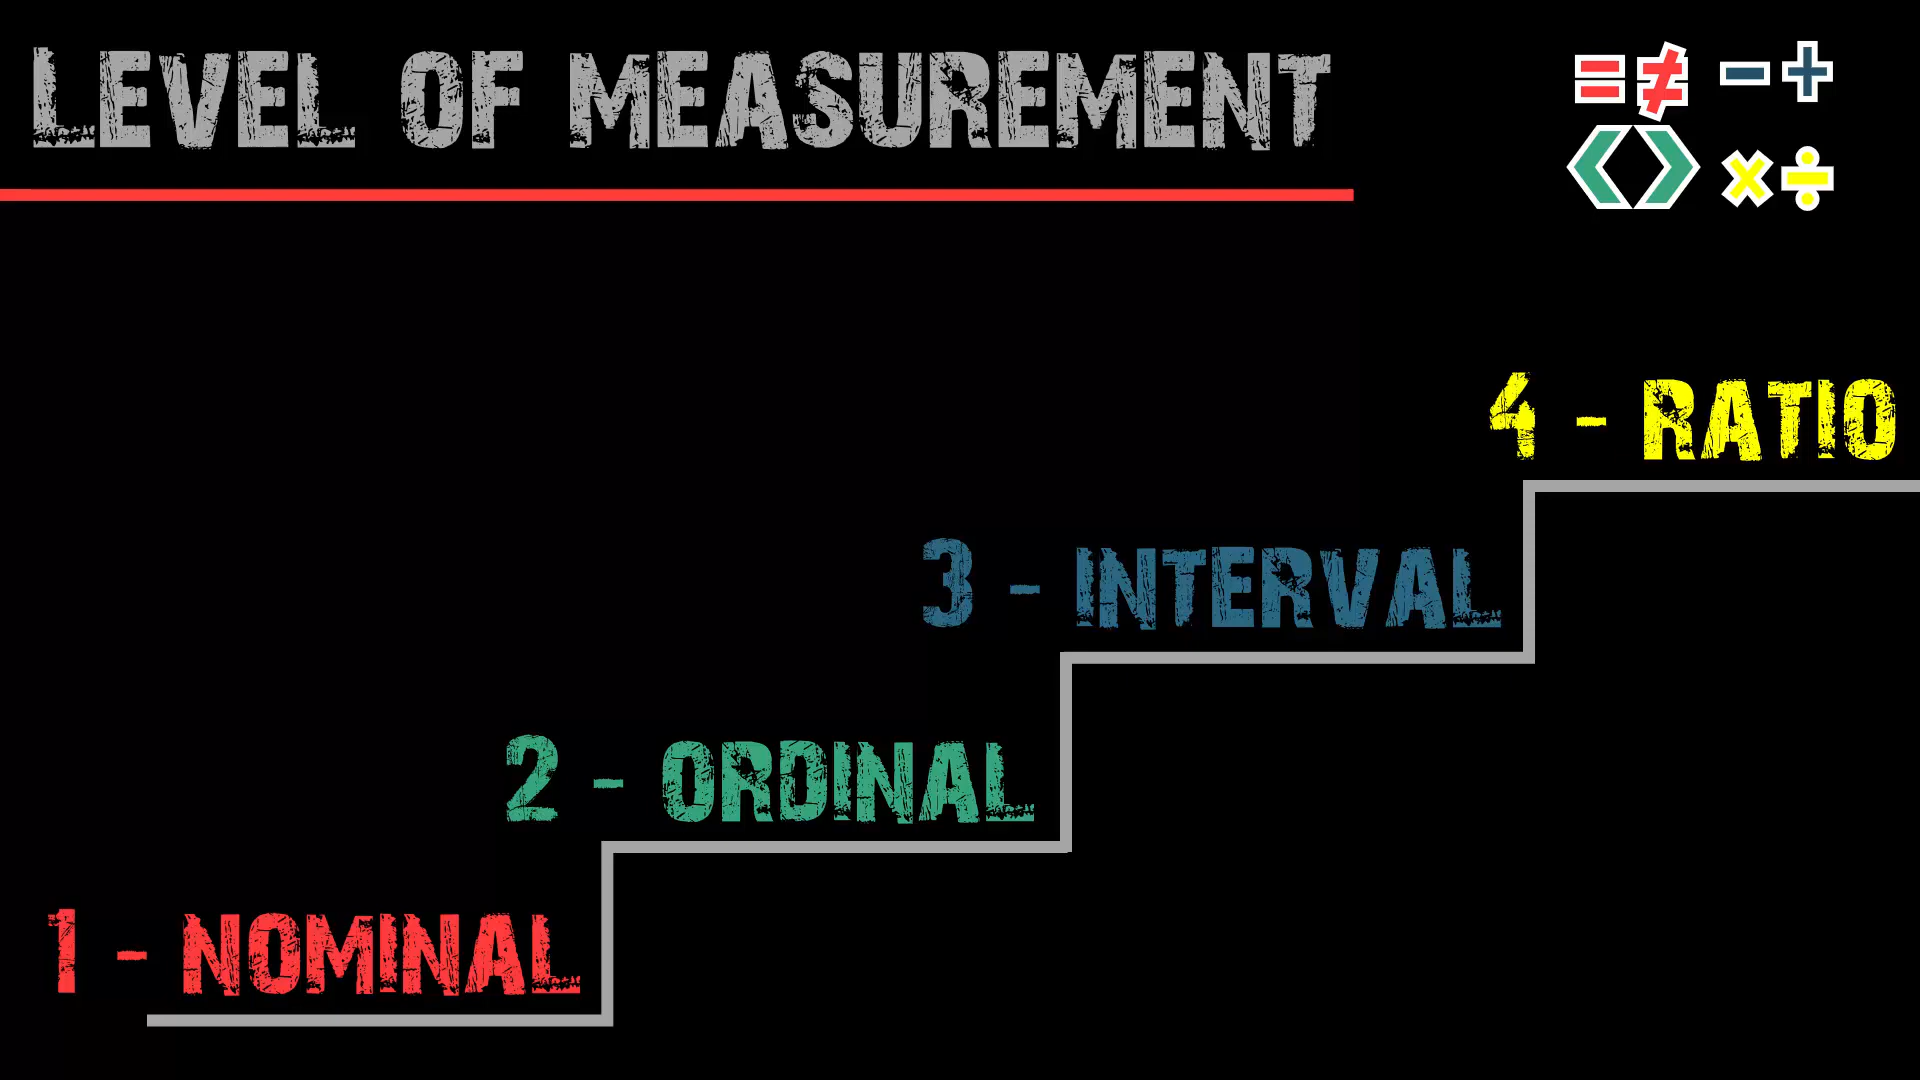 LEVEL OF MEASUREMENT
= ≠ - +
< > × ÷
4 - RATIO
3 - INTERVAL
2 - ORDINAL
1 - NOMINAL